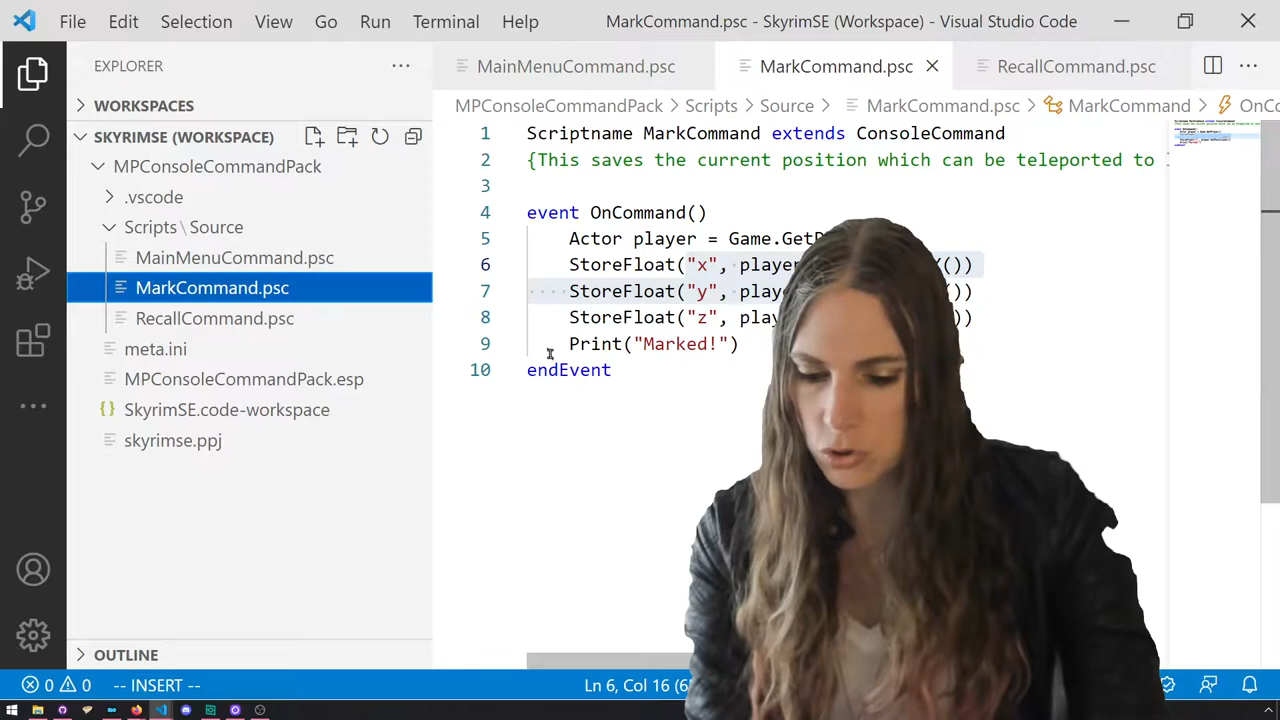 File Edit Selection View Go Run Terminal Help MarkCommand.psc - SkyrimSE (Workspace) - Visual Studio Code
EXPLORER
WORKSPACES
SKYRIMSE (WORKSPACE)
MPConsoleCommandPack
.vscode
Scripts\Source
MainMenuCommand.psc
MarkCommand.psc
RecallCommand.psc
meta.ini
MPConsoleCommandPack.esp
{} SkyrimSE.code-workspace
skyrimse.ppj
OUTLINE
MainMenuCommand.psc MarkCommand.psc RecallCommand.psc
MPConsoleCommandPack > Scripts > Source > MarkCommand.psc > MarkCommand > OnCo
1 Scriptname MarkCommand extends ConsoleCommand
2 {This saves the current position which can be teleported to
3
4 event OnCommand()
5 Actor player = Game.GetP
6 StoreFloat("x", player ())
7 StoreFloat("y", play ())
8 StoreFloat("z", play ())
9 Print("Marked!")
10 endEvent
0 0 -- INSERT -- Ln 6, Col 16 (6